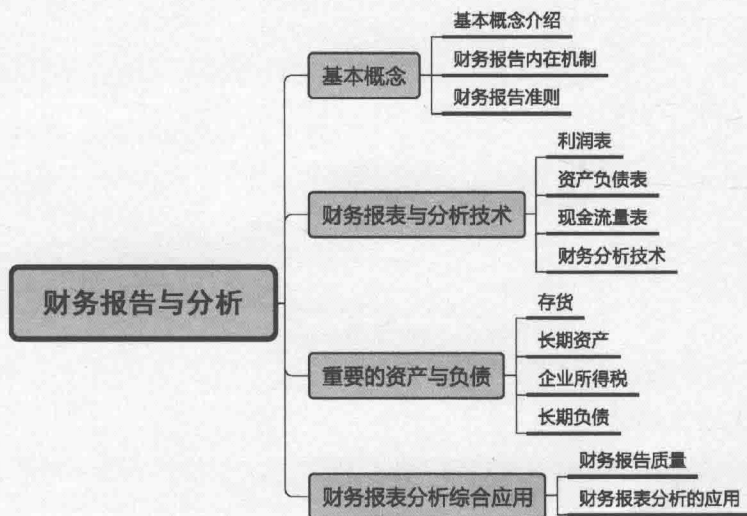 财务报告与分析
基本概念
基本概念介绍
财务报告内在机制
财务报告准则
财务报表与分析技术
利润表
资产负债表
现金流量表
财务分析技术
重要的资产与负债
存货
长期资产
企业所得税
长期负债
财务报表分析综合应用
财务报告质量
财务报表分析的应用